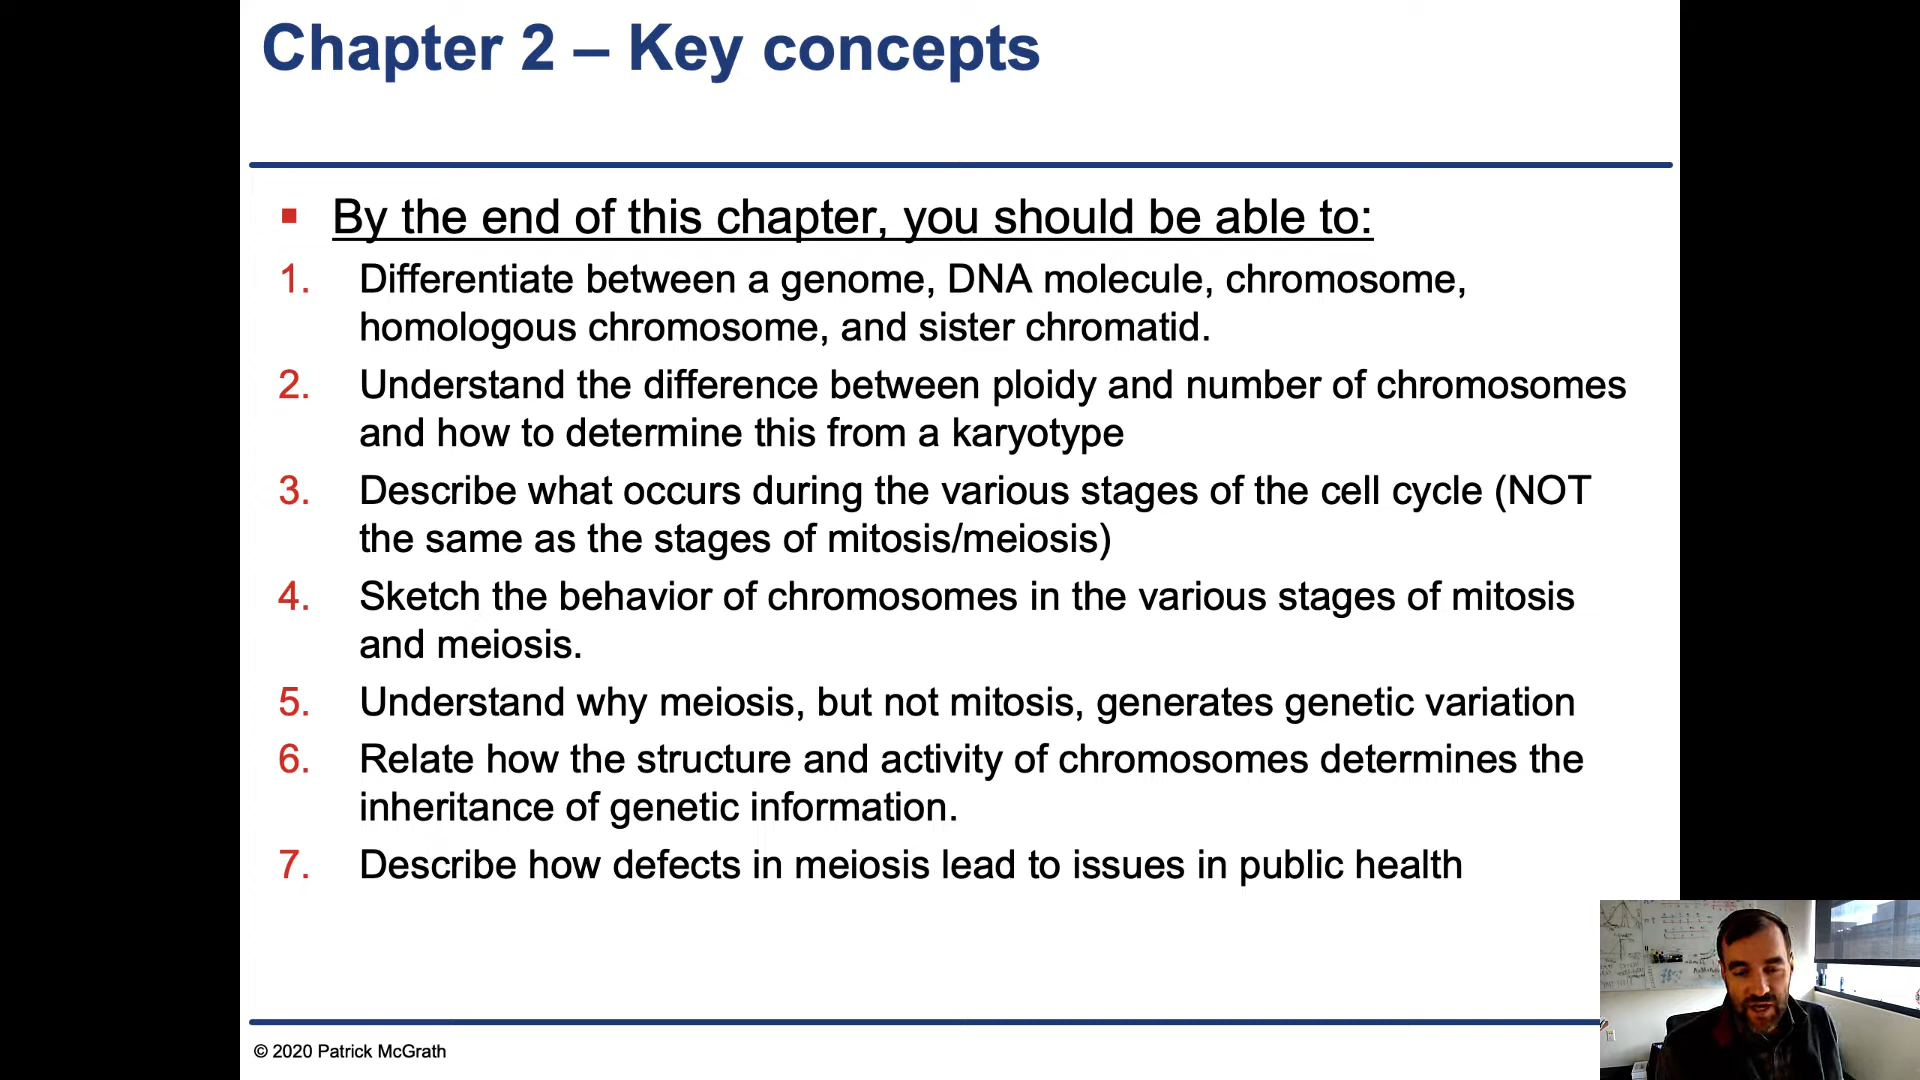 Chapter 2 – Key concepts
▪ By the end of this chapter, you should be able to:
1. Differentiate between a genome, DNA molecule, chromosome,
homologous chromosome, and sister chromatid.
2. Understand the difference between ploidy and number of chromosomes
and how to determine this from a karyotype
3. Describe what occurs during the various stages of the cell cycle (NOT
the same as the stages of mitosis/meiosis)
4. Sketch the behavior of chromosomes in the various stages of mitosis
and meiosis.
5. Understand why meiosis, but not mitosis, generates genetic variation
6. Relate how the structure and activity of chromosomes determines the
inheritance of genetic information.
7. Describe how defects in meiosis lead to issues in public health
© 2020 Patrick McGrath